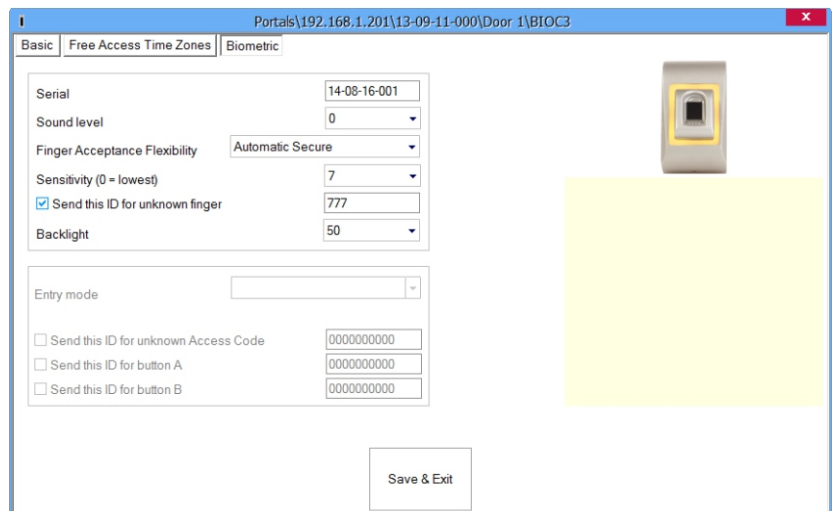 Portals\192.168.1.201\13-09-11-000\Door 1\BIOC3
x
Basic Free Access Time Zones Biometric
Serial 14-08-16-001
Sound level 0
Finger Acceptance Flexibility Automatic Secure
Sensitivity (0 = lowest) 7
Send this ID for unknown finger 777
Backlight 50
Entry mode
Send this ID for unknown Access Code 0000000000
Send this ID for button A 0000000000
Send this ID for button B 0000000000
Save & Exit